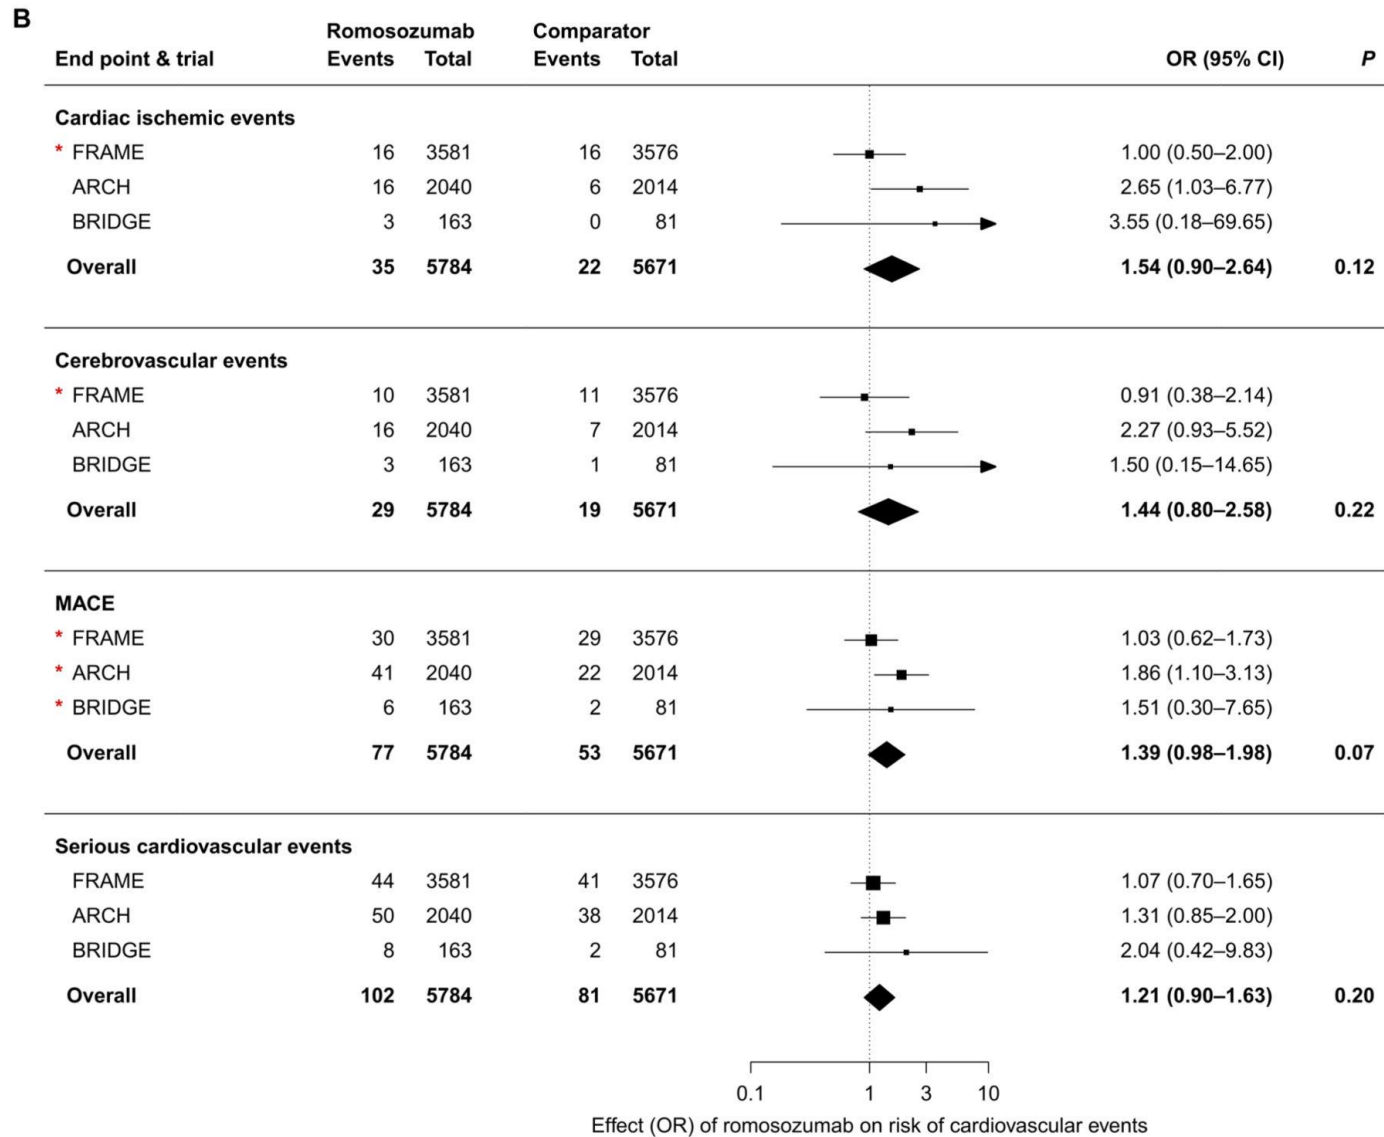 B
Romosozumab Comparator
End point & trial Events Total Events Total OR (95% CI) P
Cardiac ischemic events
* FRAME 16 3581 16 3576 1.00 (0.50–2.00)
ARCH 16 2040 6 2014 2.65 (1.03–6.77)
BRIDGE 3 163 0 81 3.55 (0.18–69.65)
Overall 35 5784 22 5671 1.54 (0.90–2.64) 0.12
Cerebrovascular events
* FRAME 10 3581 11 3576 0.91 (0.38–2.14)
ARCH 16 2040 7 2014 2.27 (0.93–5.52)
BRIDGE 3 163 1 81 1.50 (0.15–14.65)
Overall 29 5784 19 5671 1.44 (0.80–2.58) 0.22
MACE
* FRAME 30 3581 29 3576 1.03 (0.62–1.73)
* ARCH 41 2040 22 2014 1.86 (1.10–3.13)
* BRIDGE 6 163 2 81 1.51 (0.30–7.65)
Overall 77 5784 53 5671 1.39 (0.98–1.98) 0.07
Serious cardiovascular events
FRAME 44 3581 41 3576 1.07 (0.70–1.65)
ARCH 50 2040 38 2014 1.31 (0.85–2.00)
BRIDGE 8 163 2 81 2.04 (0.42–9.83)
Overall 102 5784 81 5671 1.21 (0.90–1.63) 0.20
0.1 1 3 10
Effect (OR) of romosozumab on risk of cardiovascular events